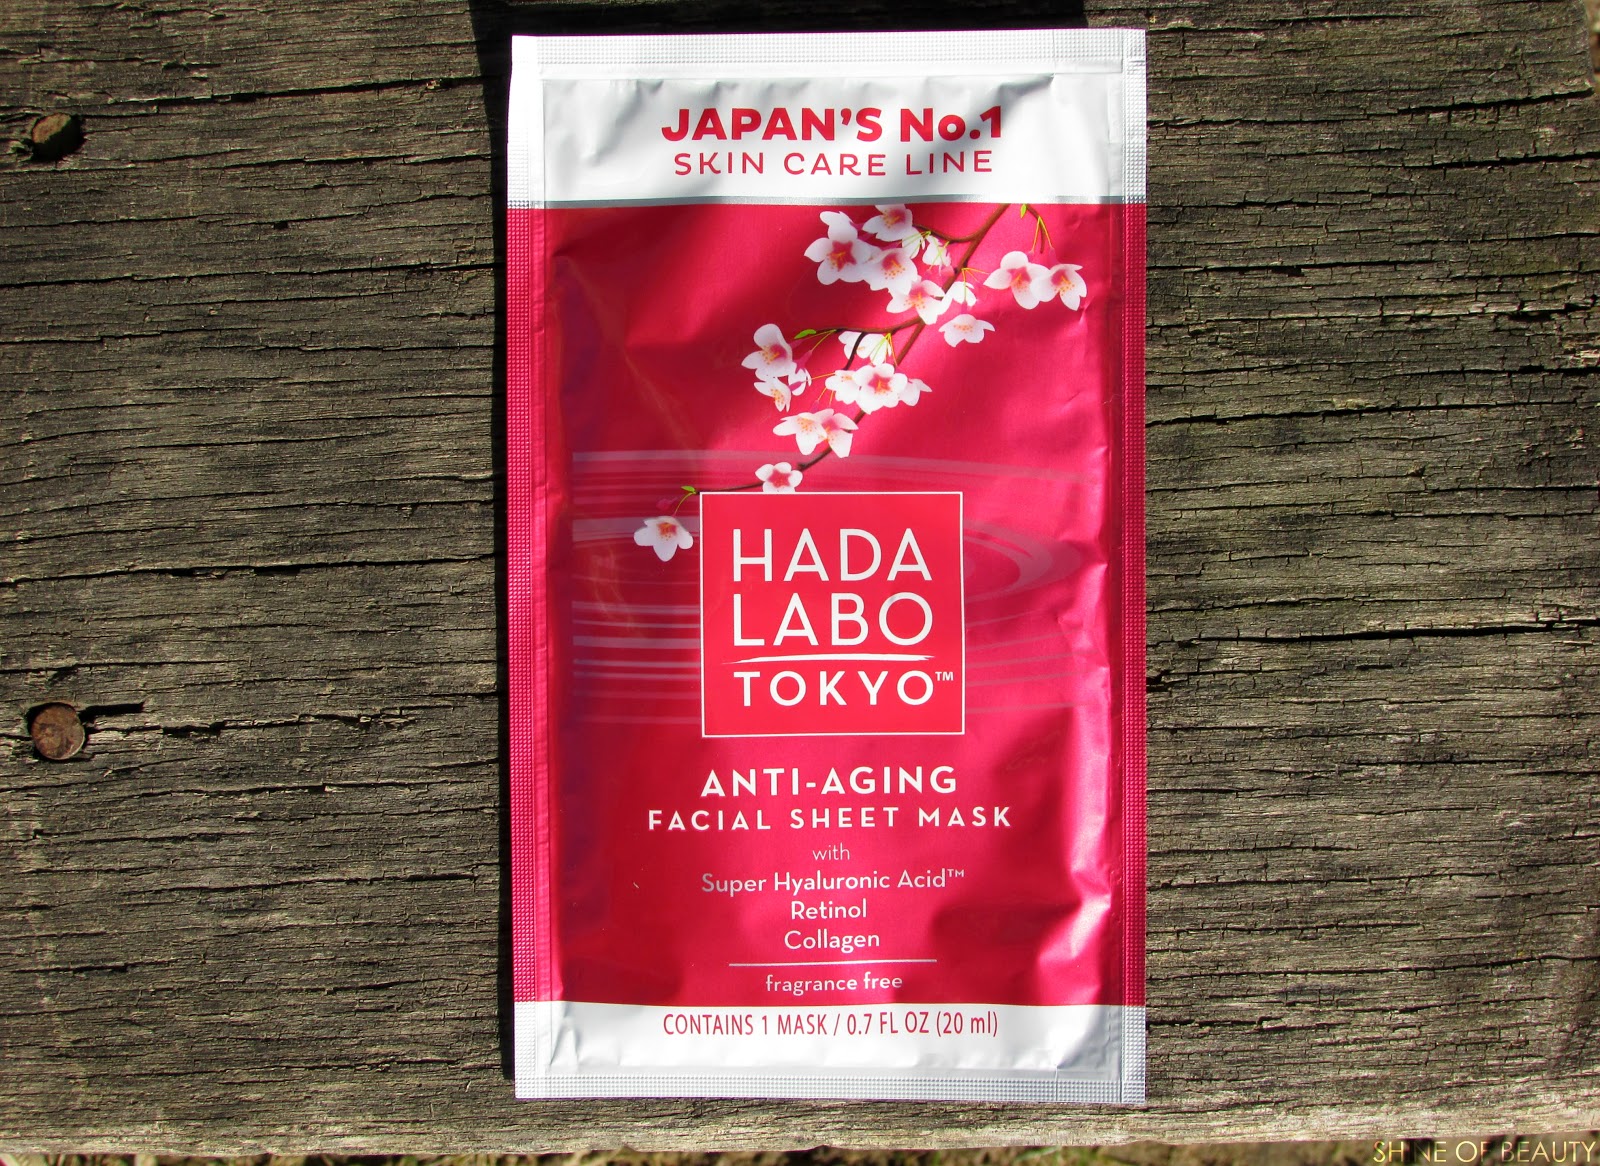 JAPAN'S No.1
SKIN CARE LINE
HADA
LABO
TOKYO™
ANTI-AGING
FACIAL SHEET MASK
with
Super Hyaluronic Acid™
Retinol
Collagen
fragrance free
CONTAINS 1 MASK / 0.7 FL OZ (20 ml)
SHINE OF BEAUTY